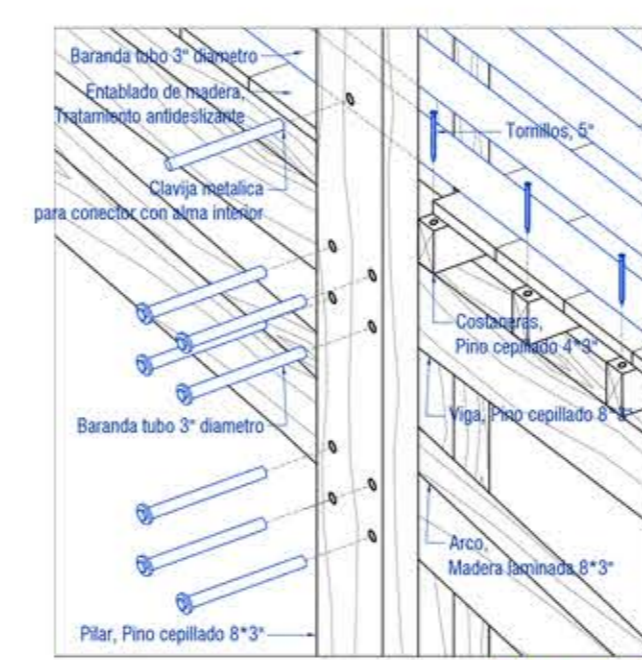 Baranda tubo 3" diametro
Entablado de madera,
Tratamiento antideslizante
Tornillos, 5"
Clavija metalica
para conector con alma interior
Costaneras,
Pino cepillado 4*3"
Baranda tubo 3" diametro
Viga, Pino cepillado 8*3"
Arco,
Madera laminada 8*3"
Pilar, Pino cepillado 8*3"